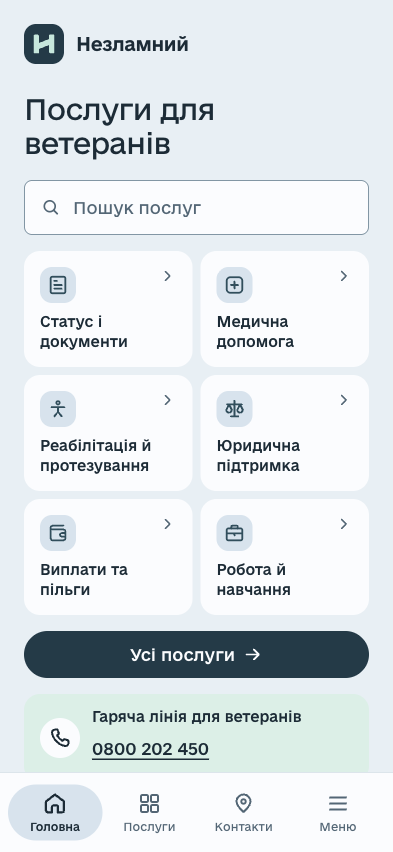 Незламний
Послуги для
ветеранів
Пошук послуг
Статус і
документи
Медична
допомога
Реабілітація й
протезування
Юридична
підтримка
Виплати та
пільги
Робота й
навчання
Усі послуги
Гаряча лінія для ветеранів
0800 202 450
Головна
Послуги
Контакти
Меню